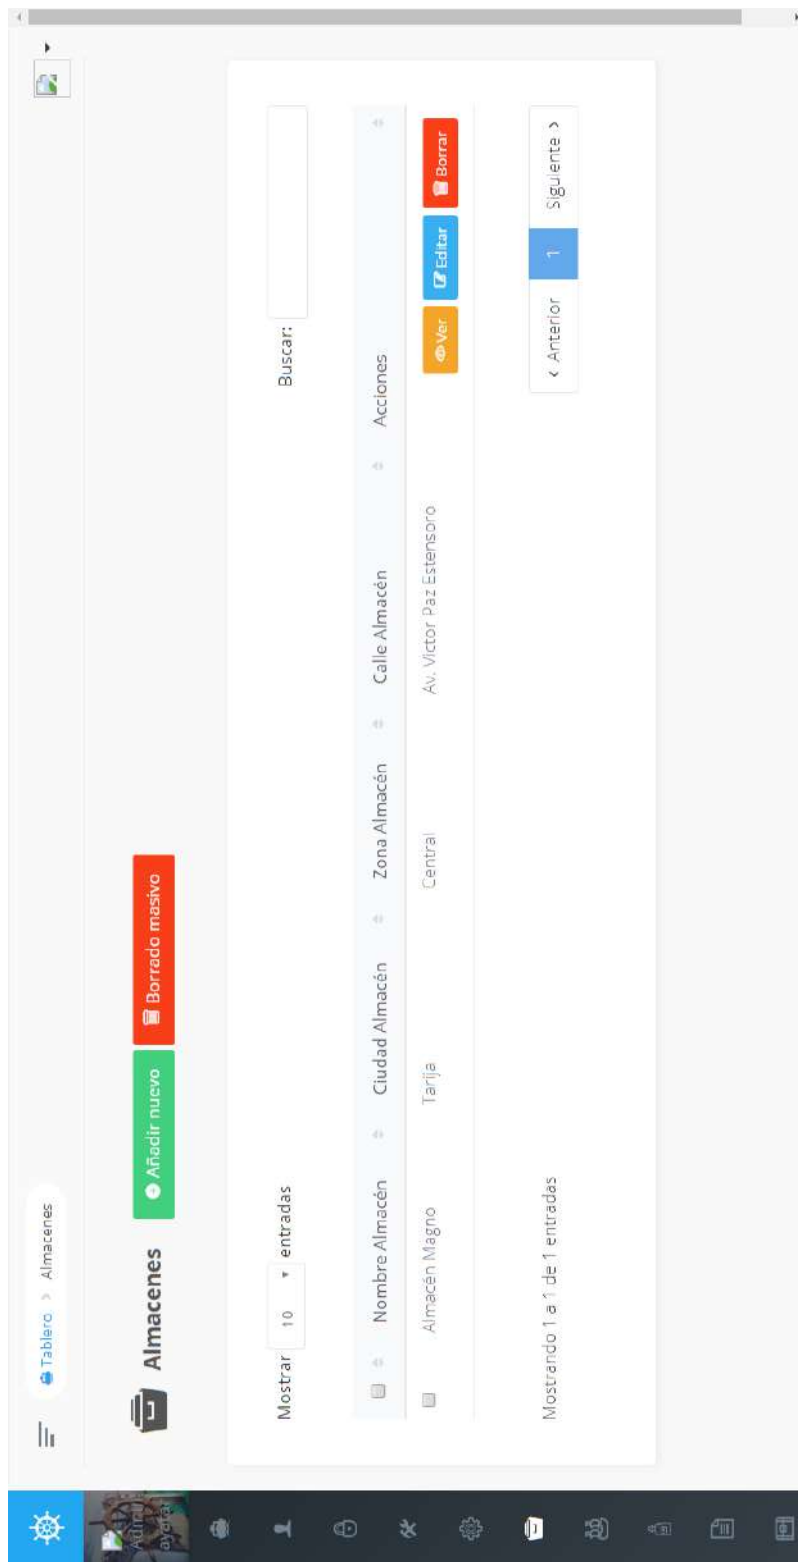 Tablero > Almacenes
Almacenes
Añadir nuevo
Borrado masivo
Mostrar 10 entradas
Buscar:
Nombre Almacén Ciudad Almacén Zona Almacén Calle Almacén Acciones
Almacén Magno Tarija Central Av. Victor Paz Estensoro Ver Editar Borrar
Mostrando 1 a 1 de 1 entradas
‹ Anterior 1 Siguiente ›